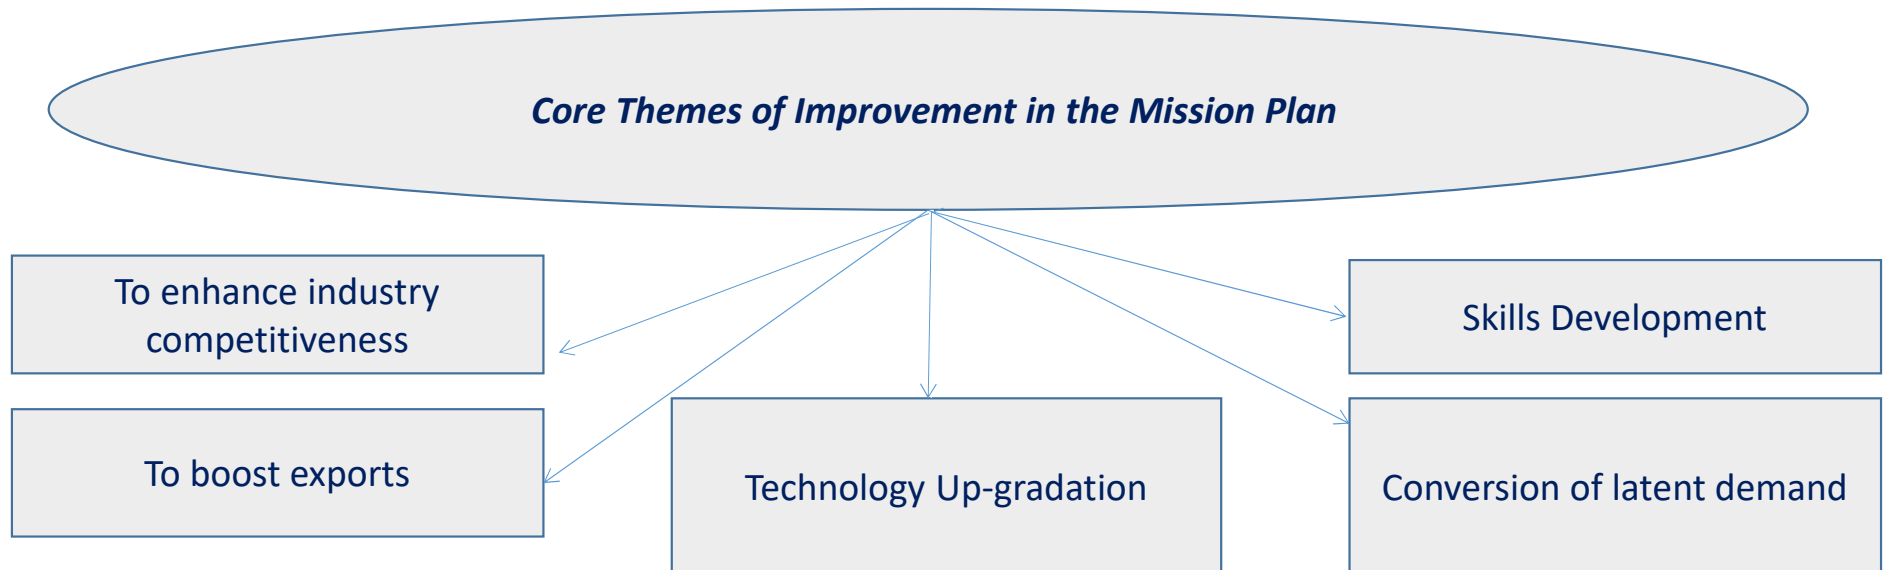 Core Themes of Improvement in the Mission Plan
To enhance industry
competitiveness
To boost exports
Technology Up-gradation
Skills Development
Conversion of latent demand